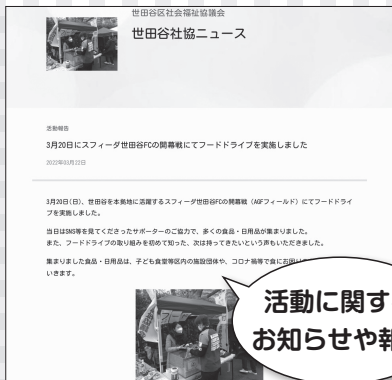 世田谷区社会福祉協議会
世田谷社協ニュース
活動報告
3月20日にスフィーダ世田谷FCの開幕戦にてフードドライブを実施しました
2022年03月22日
3月20日(日)、世田谷を本拠地に活躍するスフィーダ世田谷FCの開幕戦（AGFフィールド）にてフードドライ
ブを実施しました。
当日はSNS等を見てくださったサポーターのご協力で、多くの食品・日用品が集まりました。
また、フードドライブの取り組みを初めて知った、次は持ってきたいという声もいただきました。
集まりました食品・日用品は、子ども食堂等区内の施設団体や、コロナ禍等で食にお困り
いきます。
活動に関す
お知らせや報